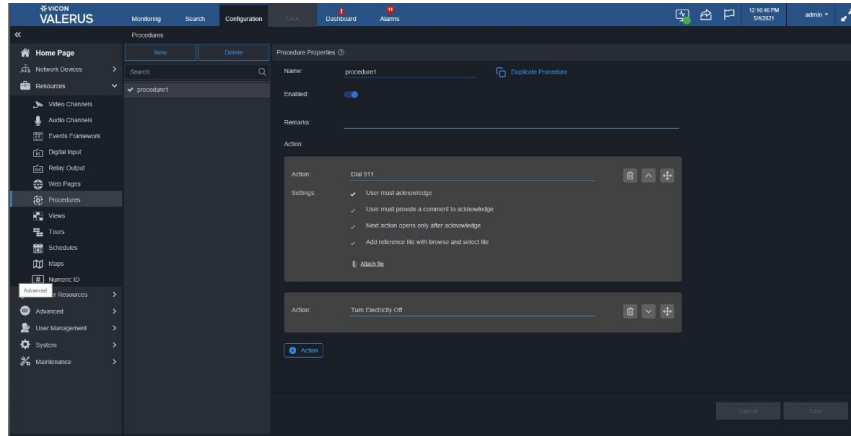 VICON
VALERUS
Monitoring
Search
Configuration
1
Dashboard
11
Alarms
12:16:46 PM
5/4/2021
admin
Procedures
Home Page
Network Devices
Resources
Video Channels
Audio Channels
Events Framework
Digital Input
Relay Output
Web Pages
Procedures
Views
Tours
Schedules
Maps
# Numeric ID
Advanced
Resources
Advanced
User Management
System
Maintenance
New
Delete
Search...
procedure1
Procedure Properties
Name:
procedure1
Duplicate Procedure
Enabled:
Remarks:
Action:
Action:
Dial 911
Settings:
User must acknowledge
User must provide a comment to acknowledge
Next action opens only after acknowledge
Add reference file with browse and select file
Attach file
Action:
Turn Electricity Off
Action
Cancel
Save